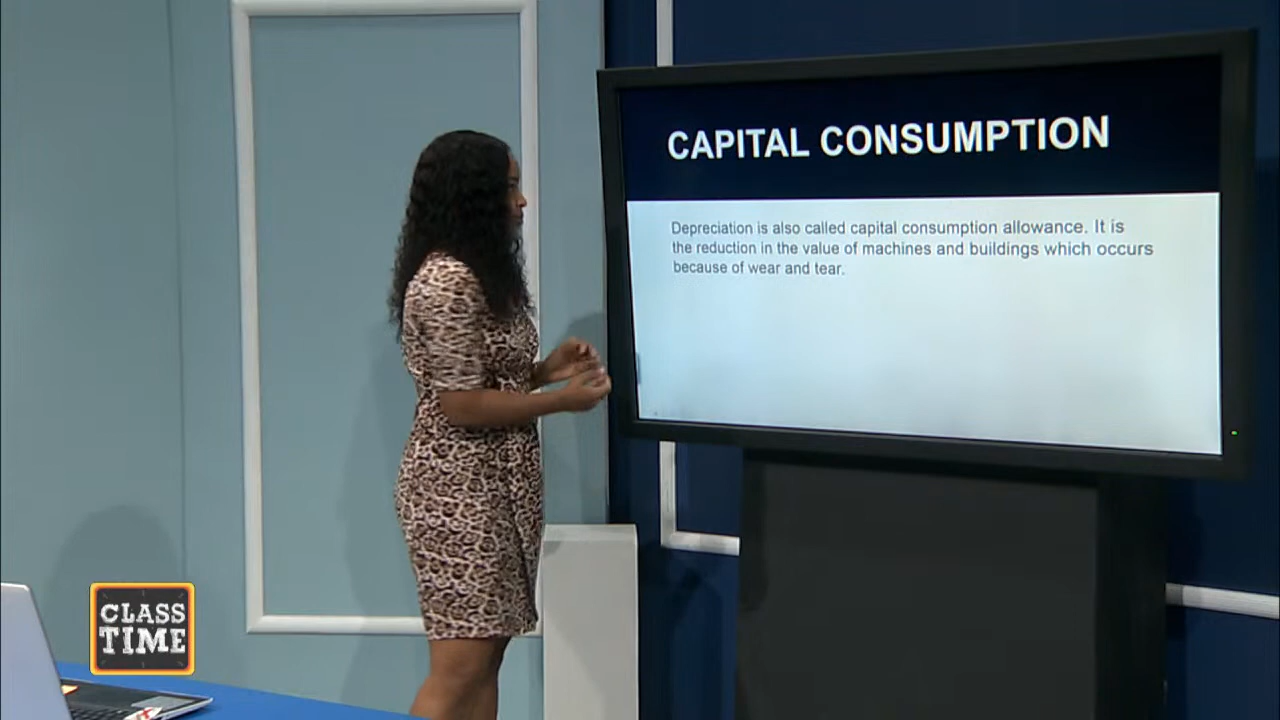 CAPITAL CONSUMPTION
Depreciation is also called capital consumption allowance. It is
the reduction in the value of machines and buildings which occurs
because of wear and tear.
CLASS
TIME